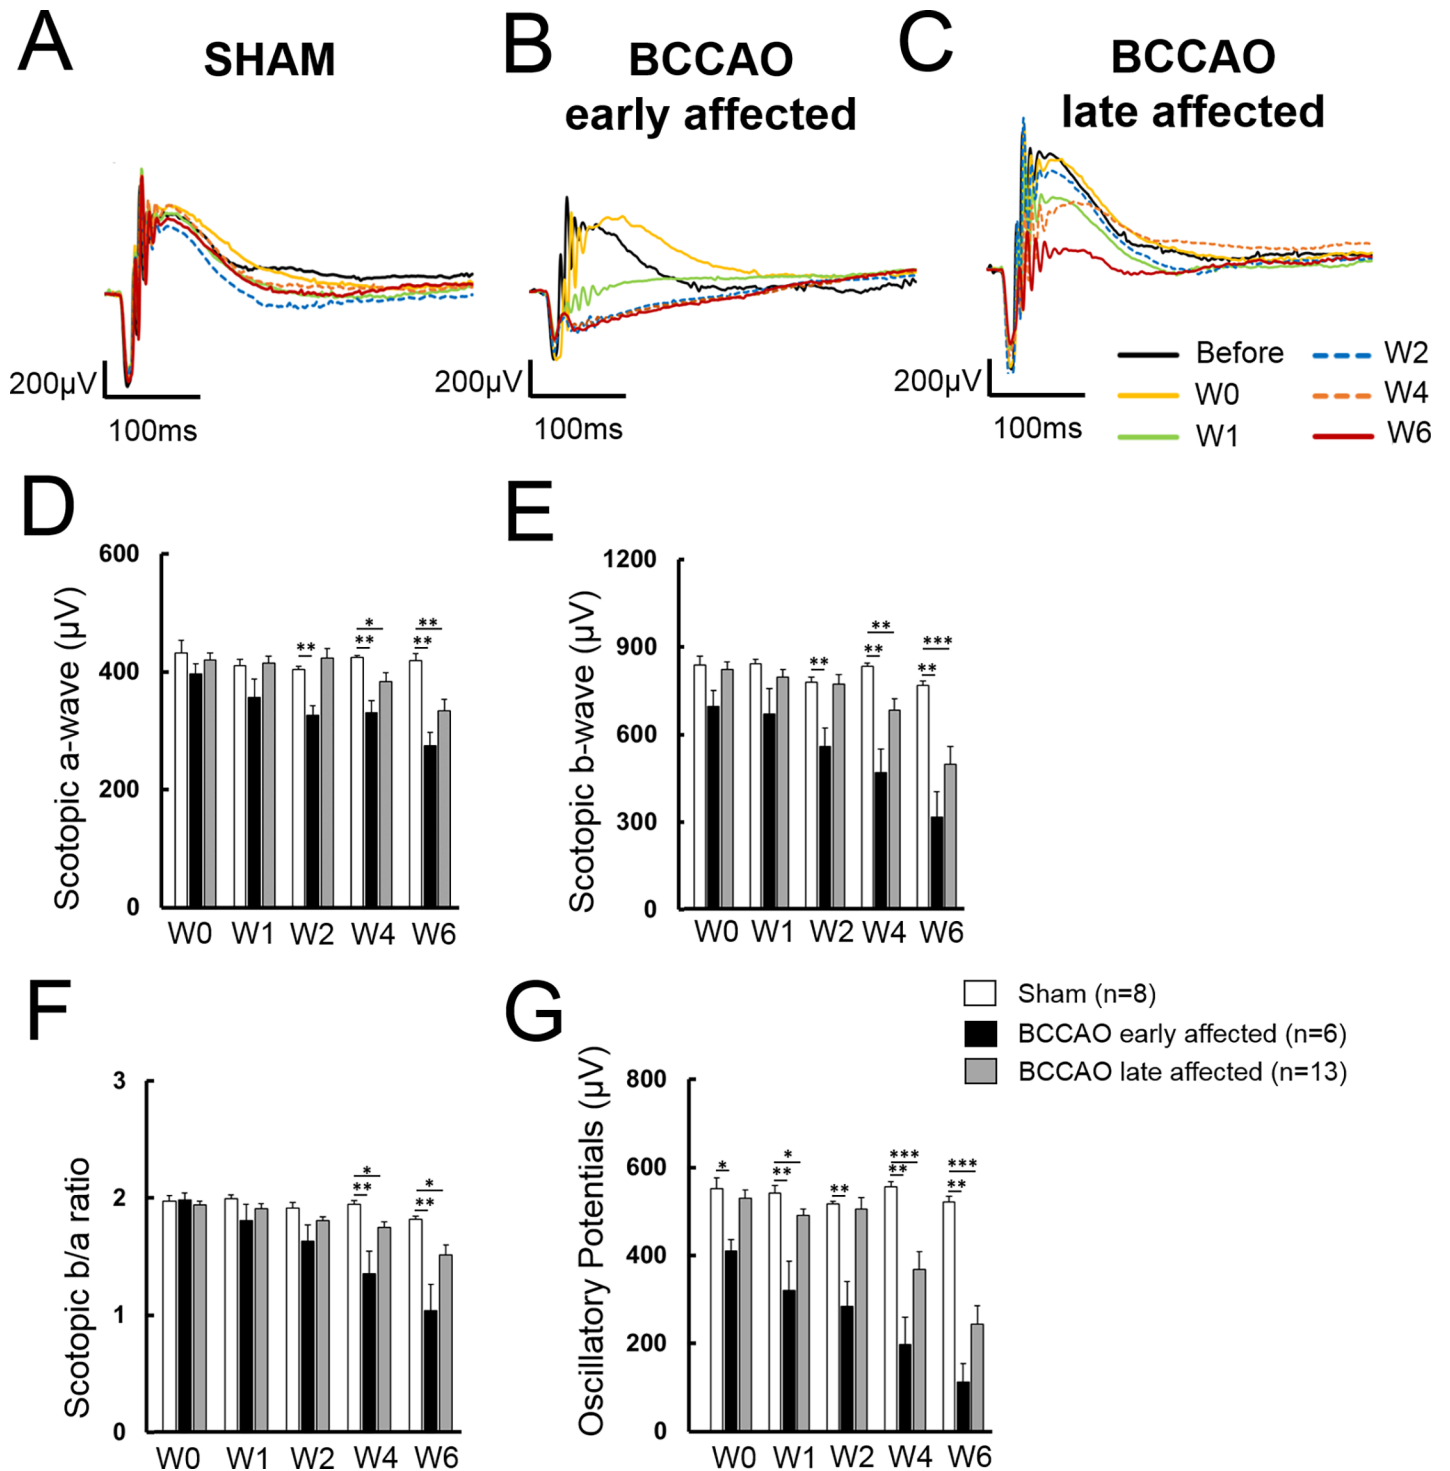 A
SHAM
B
BCCAO
early affected
C
BCCAO
late affected
200μV
100ms
200μV
100ms
200μV
100ms
Before
W0
W1
W2
W4
W6
D
Scotopic a-wave (μV)
600
400
200
0
**
*
**
**
**
W0 W1 W2 W4 W6
E
Scotopic b-wave (μV)
1200
900
600
300
0
**
**
**
***
**
W0 W1 W2 W4 W6
F
Scotopic b/a ratio
3
2
1
0
*
**
*
**
W0 W1 W2 W4 W6
G
Sham (n=8)
BCCAO early affected (n=6)
BCCAO late affected (n=13)
Oscillatory Potentials (μV)
800
600
400
200
0
*
*
**
**
***
**
***
**
W0 W1 W2 W4 W6